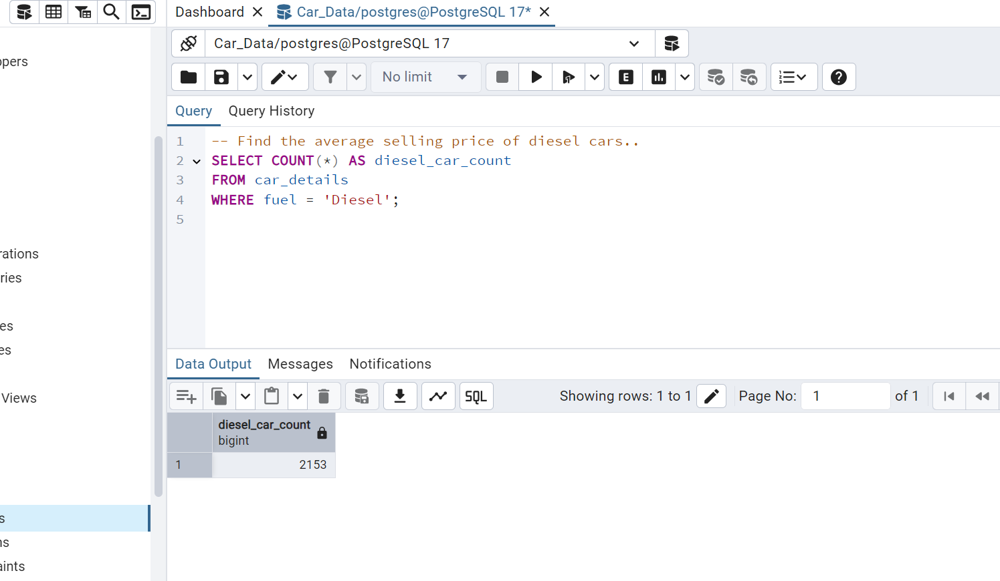 Dashboard
Car_Data/postgres@PostgreSQL 17*
Car_Data/postgres@PostgreSQL 17
No limit
E
Query
Query History
1 -- Find the average selling price of diesel cars..
2 SELECT COUNT(*) AS diesel_car_count
3 FROM car_details
4 WHERE fuel = 'Diesel';
5
Data Output
Messages
Notifications
SQL
Showing rows: 1 to 1
Page No: 1 of 1
diesel_car_count
bigint
1 2153
ppers
rations
ries
es
es
Views
s
ns
aints